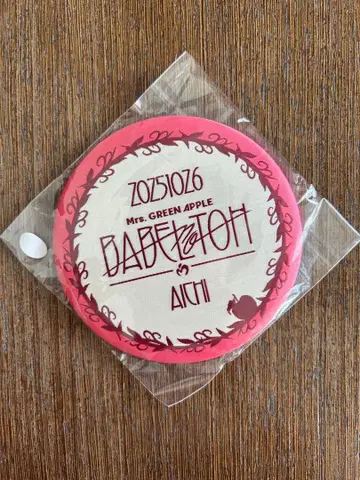 20251026
Mrs. GREEN APPLE
BABEL no TOH
AICHI